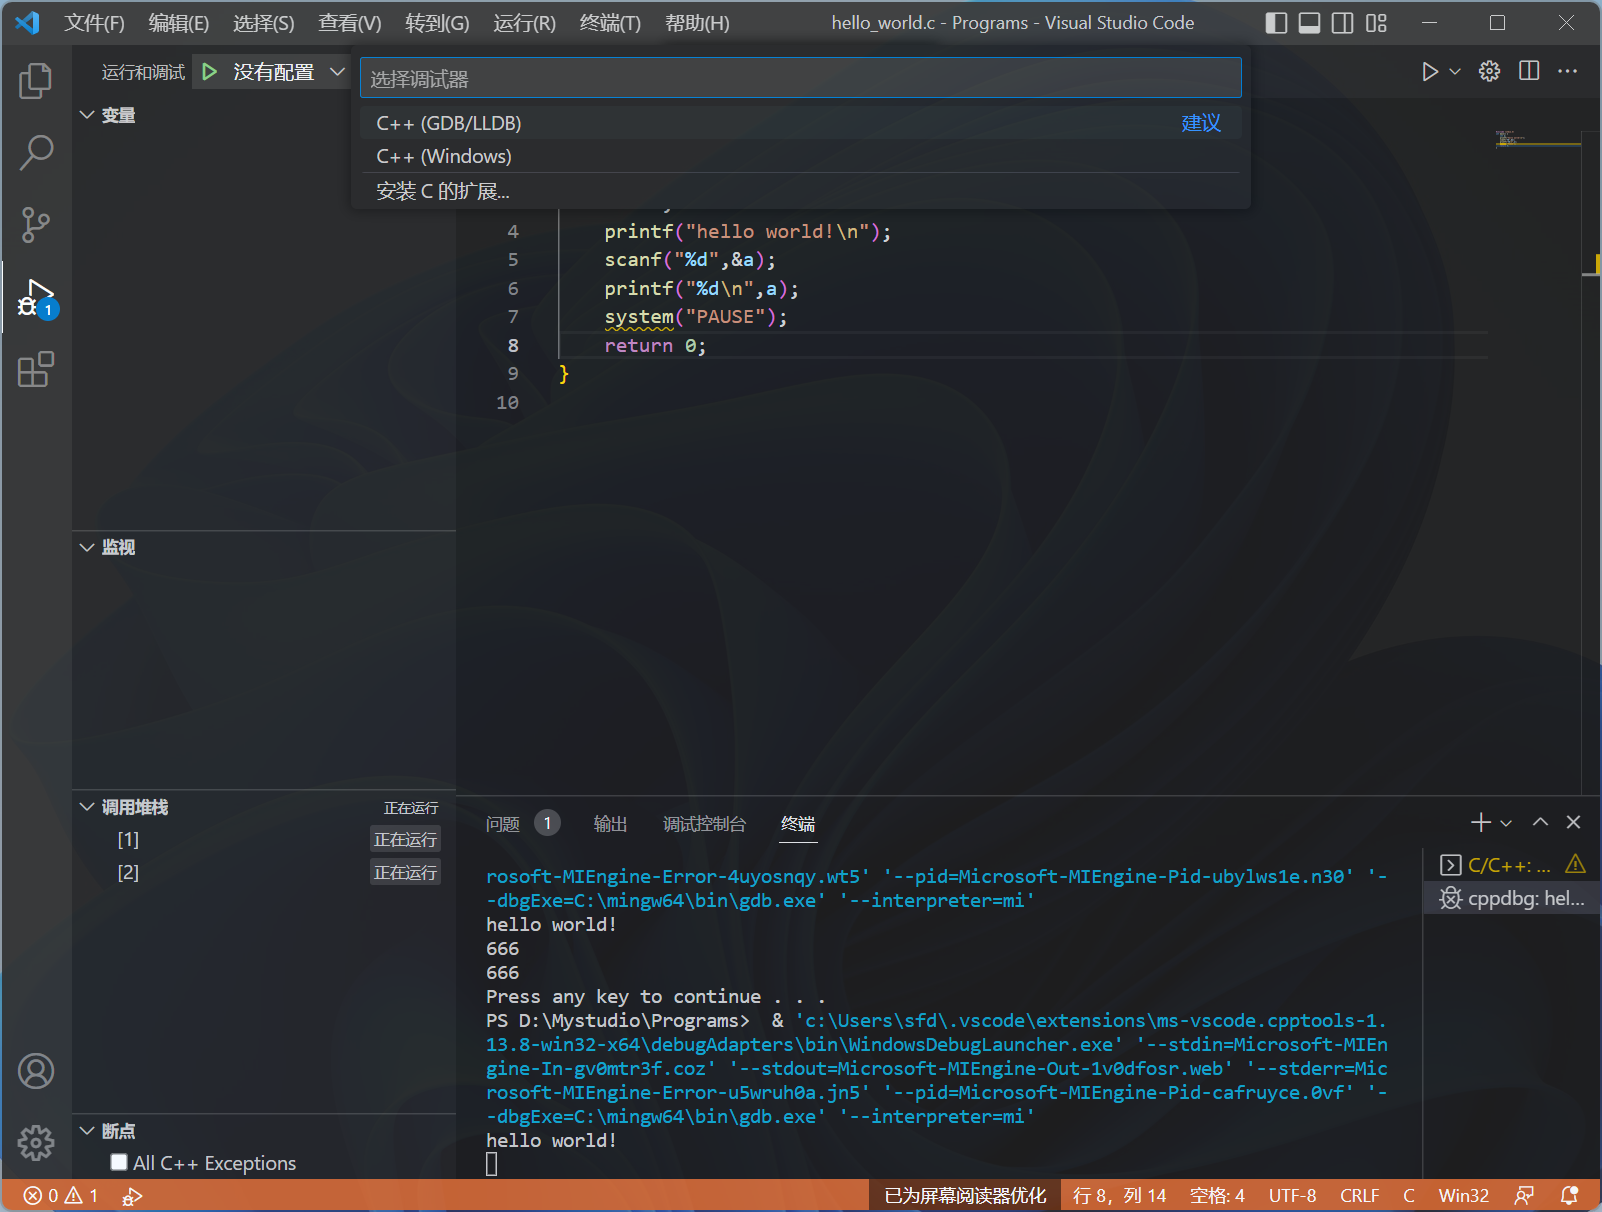 文件(F) 编辑(E) 选择(S) 查看(V) 转到(G) 运行(R) 终端(T) 帮助(H) hello_world.c - Programs - Visual Studio Code
运行和调试 没有配置
选择调试器
C++ (GDB/LLDB) 建议
C++ (Windows)
安装 C 的扩展...
变量
监视
调用堆栈 正在运行
[1] 正在运行
[2] 正在运行
断点
All C++ Exceptions
1
4 printf("hello world!\n");
5 scanf("%d",&a);
6 printf("%d\n",a);
7 system("PAUSE");
8 return 0;
9 }
10
问题 1 输出 调试控制台 终端
rosoft-MIEngine-Error-4uyosnqy.wt5' '--pid=Microsoft-MIEngine-Pid-ubylws1e.n30' '-
-dbgExe=C:\mingw64\bin\gdb.exe' '--interpreter=mi'
hello world!
666
666
Press any key to continue . . .
PS D:\Mystudio\Programs>  & 'c:\Users\sfd\.vscode\extensions\ms-vscode.cpptools-1.
13.8-win32-x64\debugAdapters\bin\WindowsDebugLauncher.exe' '--stdin=Microsoft-MIEn
gine-In-gv0mtr3f.coz' '--stdout=Microsoft-MIEngine-Out-1v0dfosr.web' '--stderr=Mic
rosoft-MIEngine-Error-u5wruh0a.jn5' '--pid=Microsoft-MIEngine-Pid-cafruyce.0vf' '-
-dbgExe=C:\mingw64\bin\gdb.exe' '--interpreter=mi'
hello world!
C/C++: ...
cppdbg: hel...
0 1 已为屏幕阅读器优化 行 8，列 14 空格: 4 UTF-8 CRLF C Win32